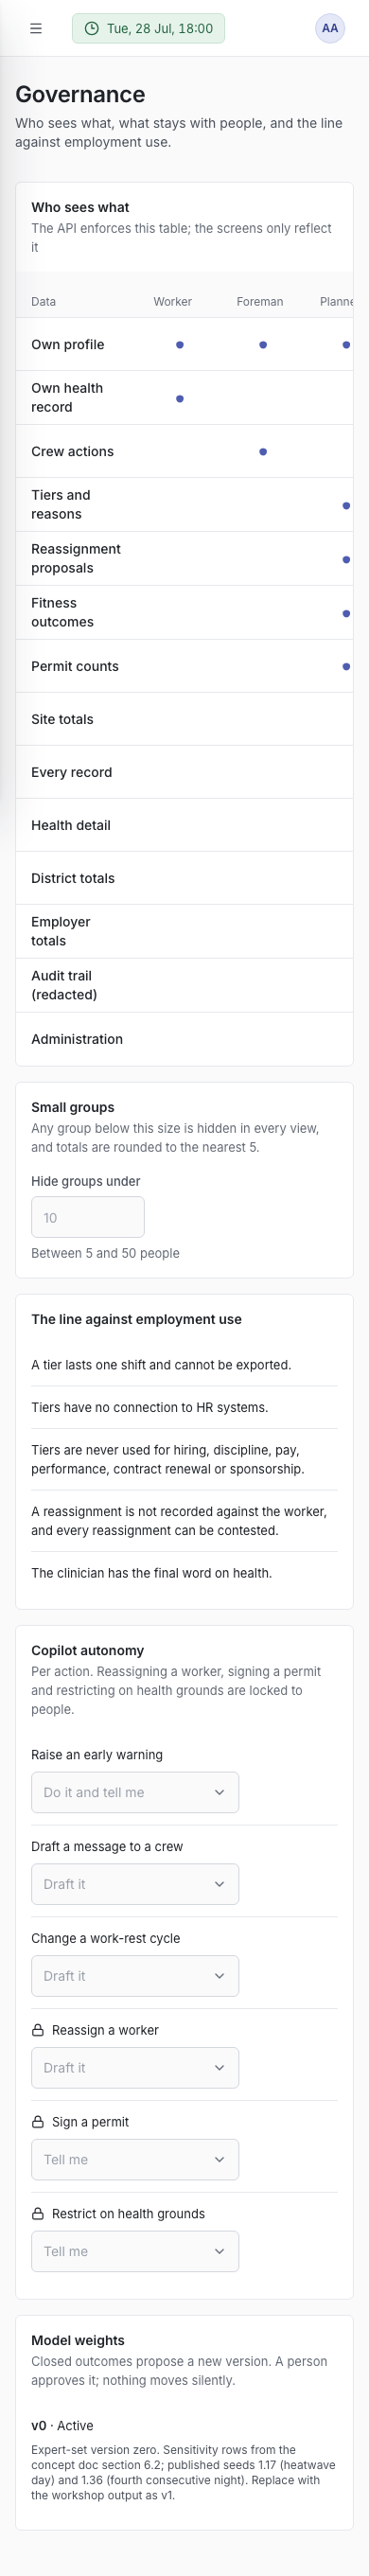 Tue, 28 Jul, 18:00
AA
Governance
Who sees what, what stays with people, and the line
against employment use.
Who sees what
The API enforces this table; the screens only reflect
it
Data Worker Foreman Planne
Own profile
Own health
record
Crew actions
Tiers and
reasons
Reassignment
proposals
Fitness
outcomes
Permit counts
Site totals
Every record
Health detail
District totals
Employer
totals
Audit trail
(redacted)
Administration
Small groups
Any group below this size is hidden in every view,
and totals are rounded to the nearest 5.
Hide groups under
10
Between 5 and 50 people
The line against employment use
A tier lasts one shift and cannot be exported.
Tiers have no connection to HR systems.
Tiers are never used for hiring, discipline, pay,
performance, contract renewal or sponsorship.
A reassignment is not recorded against the worker,
and every reassignment can be contested.
The clinician has the final word on health.
Copilot autonomy
Per action. Reassigning a worker, signing a permit
and restricting on health grounds are locked to
people.
Raise an early warning
Do it and tell me
Draft a message to a crew
Draft it
Change a work-rest cycle
Draft it
Reassign a worker
Draft it
Sign a permit
Tell me
Restrict on health grounds
Tell me
Model weights
Closed outcomes propose a new version. A person
approves it; nothing moves silently.
v0 · Active
Expert-set version zero. Sensitivity rows from the
concept doc section 6.2; published seeds 1.17 (heatwave
day) and 1.36 (fourth consecutive night). Replace with
the workshop output as v1.